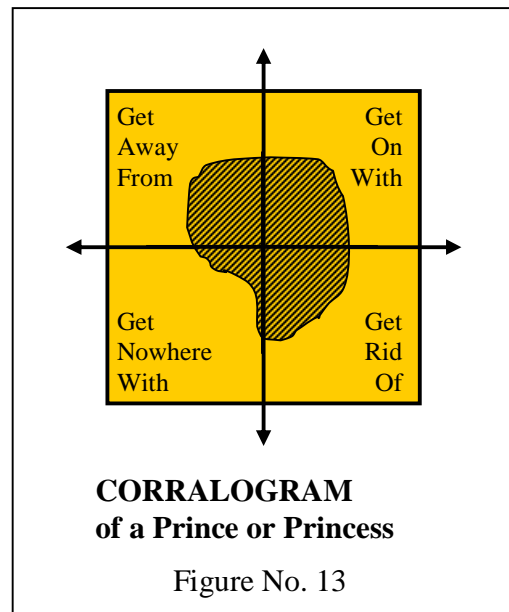 Get
Away
From
Get
On
With
Get
Nowhere
With
Get
Rid
Of
CORRALOGRAM
of a Prince or Princess
Figure No. 13